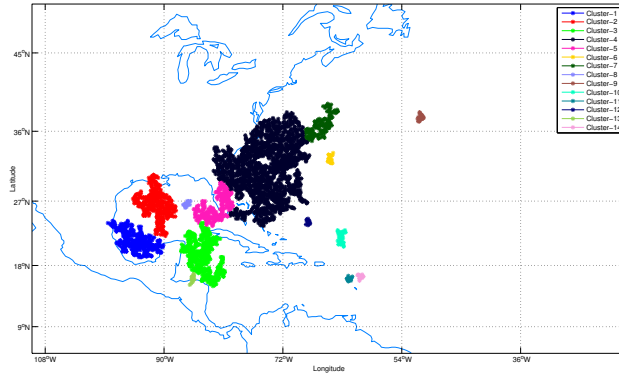 45°N
36°N
27°N
18°N
9°N
Latitude
108°W
90°W
72°W
54°W
36°W
Longitude
Cluster-1
Cluster-2
Cluster-3
Cluster-4
Cluster-5
Cluster-6
Cluster-7
Cluster-8
Cluster-9
Cluster-10
Cluster-11
Cluster-12
Cluster-13
Cluster-14